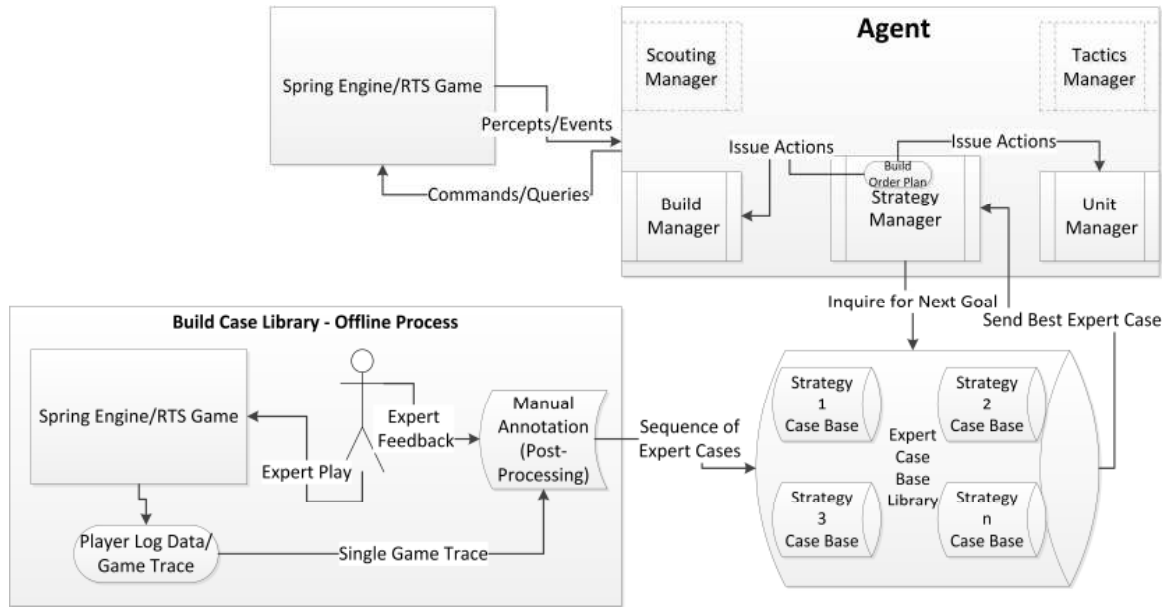 Agent
Scouting
Manager
Tactics
Manager
Spring Engine/RTS Game
Percepts/Events
Commands/Queries
Issue Actions
Issue Actions
Build
Order Plan
Strategy
Manager
Build
Manager
Unit
Manager
Inquire for Next Goal
Send Best Expert Case
Build Case Library - Offline Process
Spring Engine/RTS Game
Expert Play
Expert
Feedback
Manual
Annotation
(Post-
Processing)
Player Log Data/
Game Trace
Single Game Trace
Sequence of
Expert Cases
Strategy
1
Case Base
Strategy
2
Case Base
Expert
Case
Base
Library
Strategy
3
Case Base
Strategy
n
Case Base